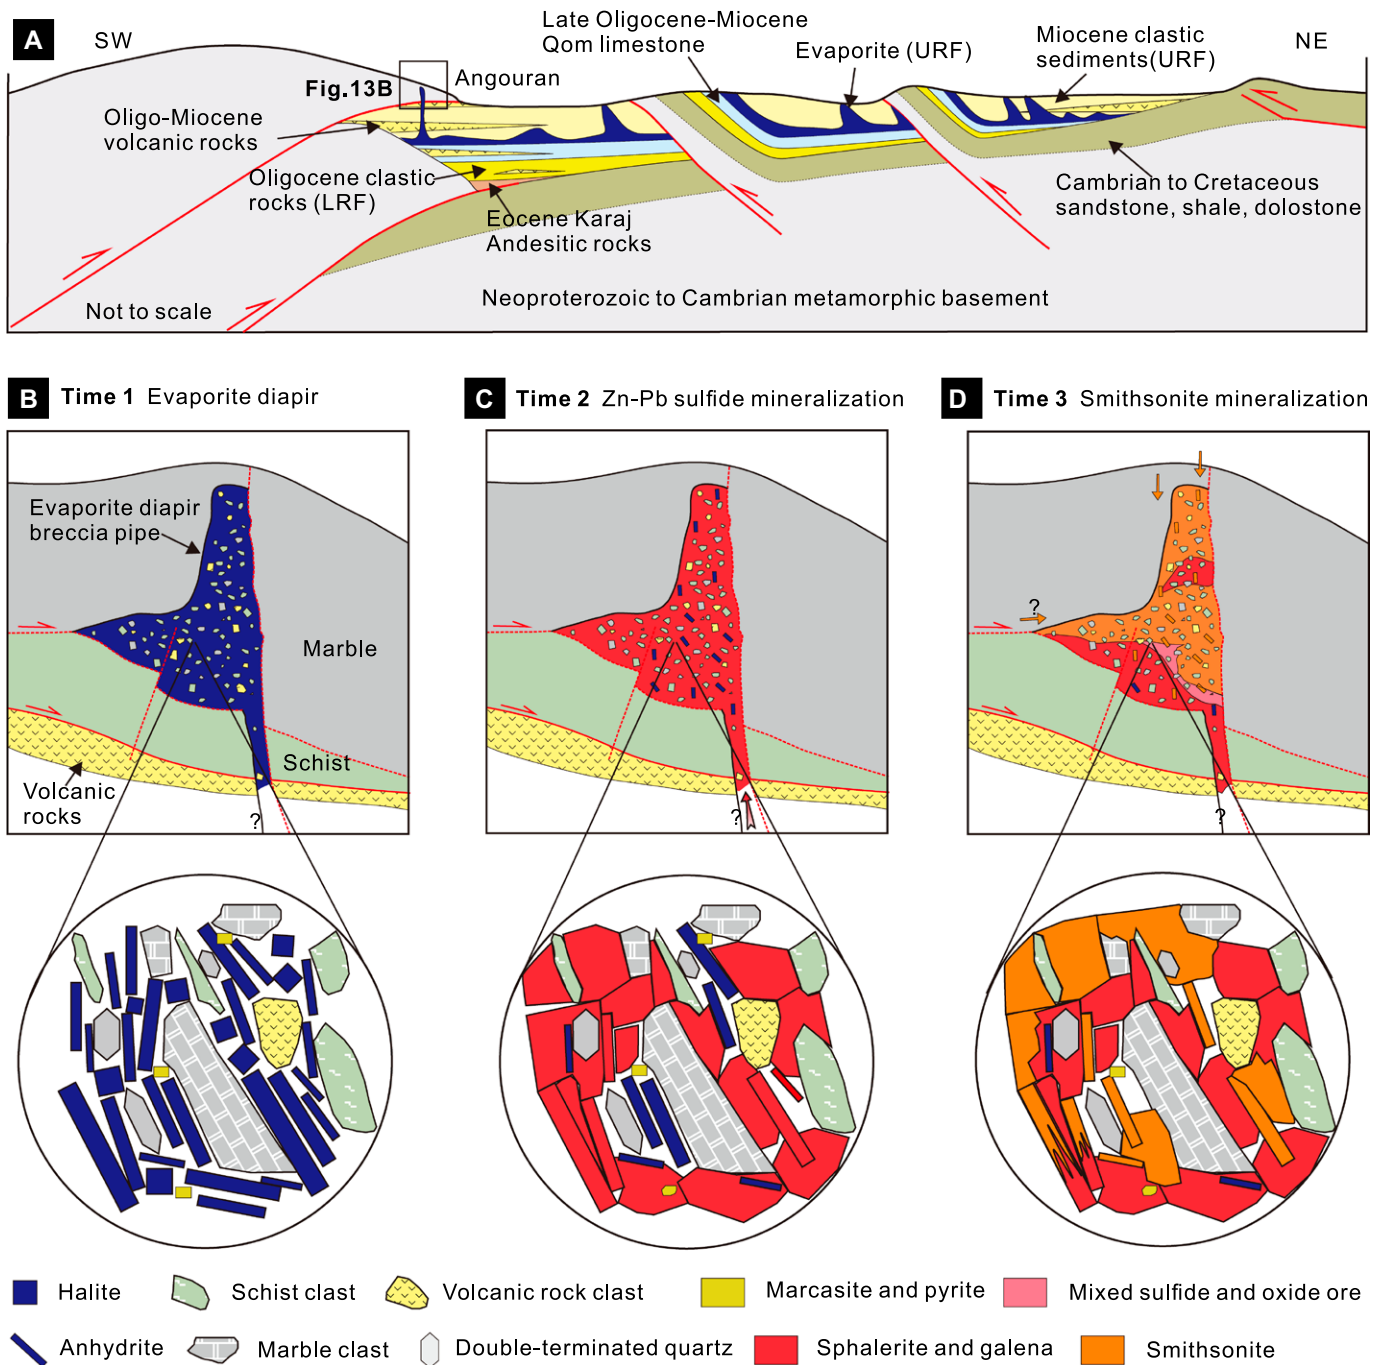 A
SW
Late Oligocene-Miocene
Qom limestone
Evaporite (URF)
Miocene clastic
sediments(URF)
NE
Fig.13B
Angouran
Oligo-Miocene
volcanic rocks
Oligocene clastic
rocks (LRF)
Eocene Karaj
Andesitic rocks
Cambrian to Cretaceous
sandstone, shale, dolostone
Not to scale
Neoproterozoic to Cambrian metamorphic basement
B Time 1 Evaporite diapir
Evaporite diapir
breccia pipe
Marble
Schist
Volcanic
rocks
?
C Time 2 Zn-Pb sulfide mineralization
?
D Time 3 Smithsonite mineralization
?
?
Halite
Schist clast
Volcanic rock clast
Marcasite and pyrite
Mixed sulfide and oxide ore
Anhydrite
Marble clast
Double-terminated quartz
Sphalerite and galena
Smithsonite